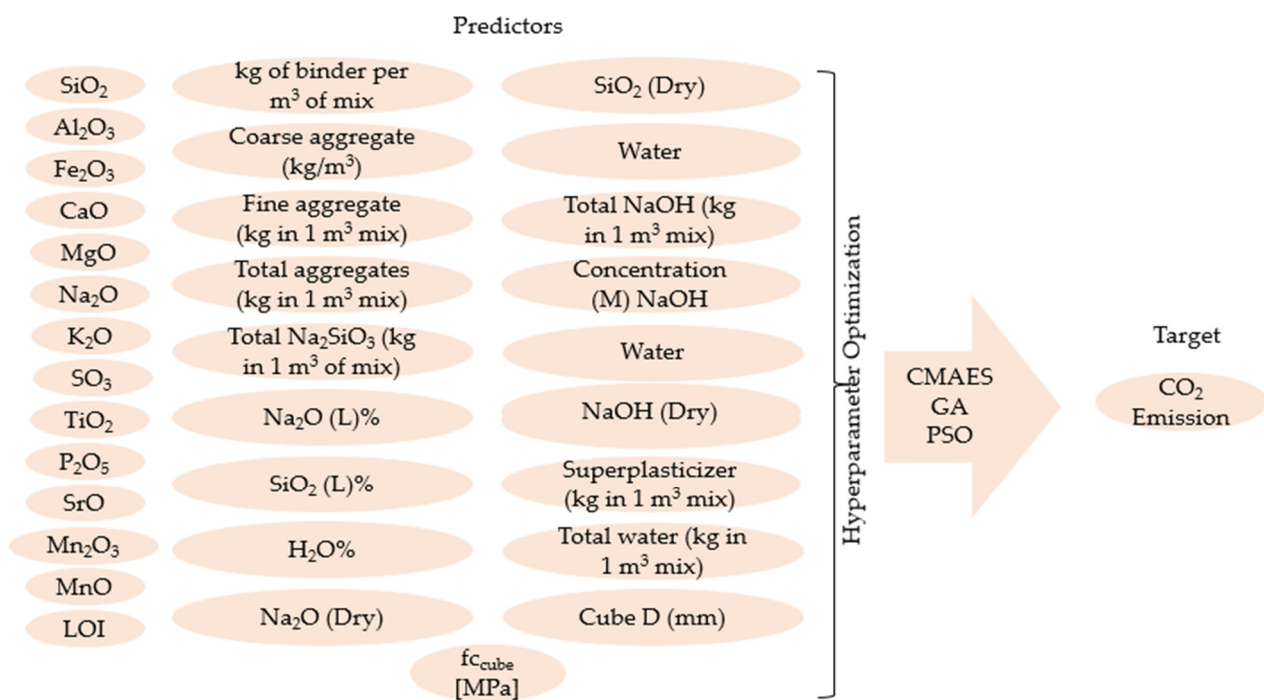 Predictors
SiO₂
Al₂O₃
Fe₂O₃
CaO
MgO
Na₂O
K₂O
SO₃
TiO₂
P₂O₅
SrO
Mn₂O₃
MnO
LOI
kg of binder per
m³ of mix
Coarse aggregate
(kg/m³)
Fine aggregate
(kg in 1 m³ mix)
Total aggregates
(kg in 1 m³ mix)
Total Na₂SiO₃ (kg
in 1 m³ of mix)
Na₂O (L)%
SiO₂ (L)%
H₂O%
Na₂O (Dry)
SiO₂ (Dry)
Water
Total NaOH (kg
in 1 m³ mix)
Concentration
(M) NaOH
Water
NaOH (Dry)
Superplasticizer
(kg in 1 m³ mix)
Total water (kg in
1 m³ mix)
Cube D (mm)
fc_cube
[MPa]
Hyperparameter Optimization
CMAES
GA
PSO
Target
CO₂
Emission